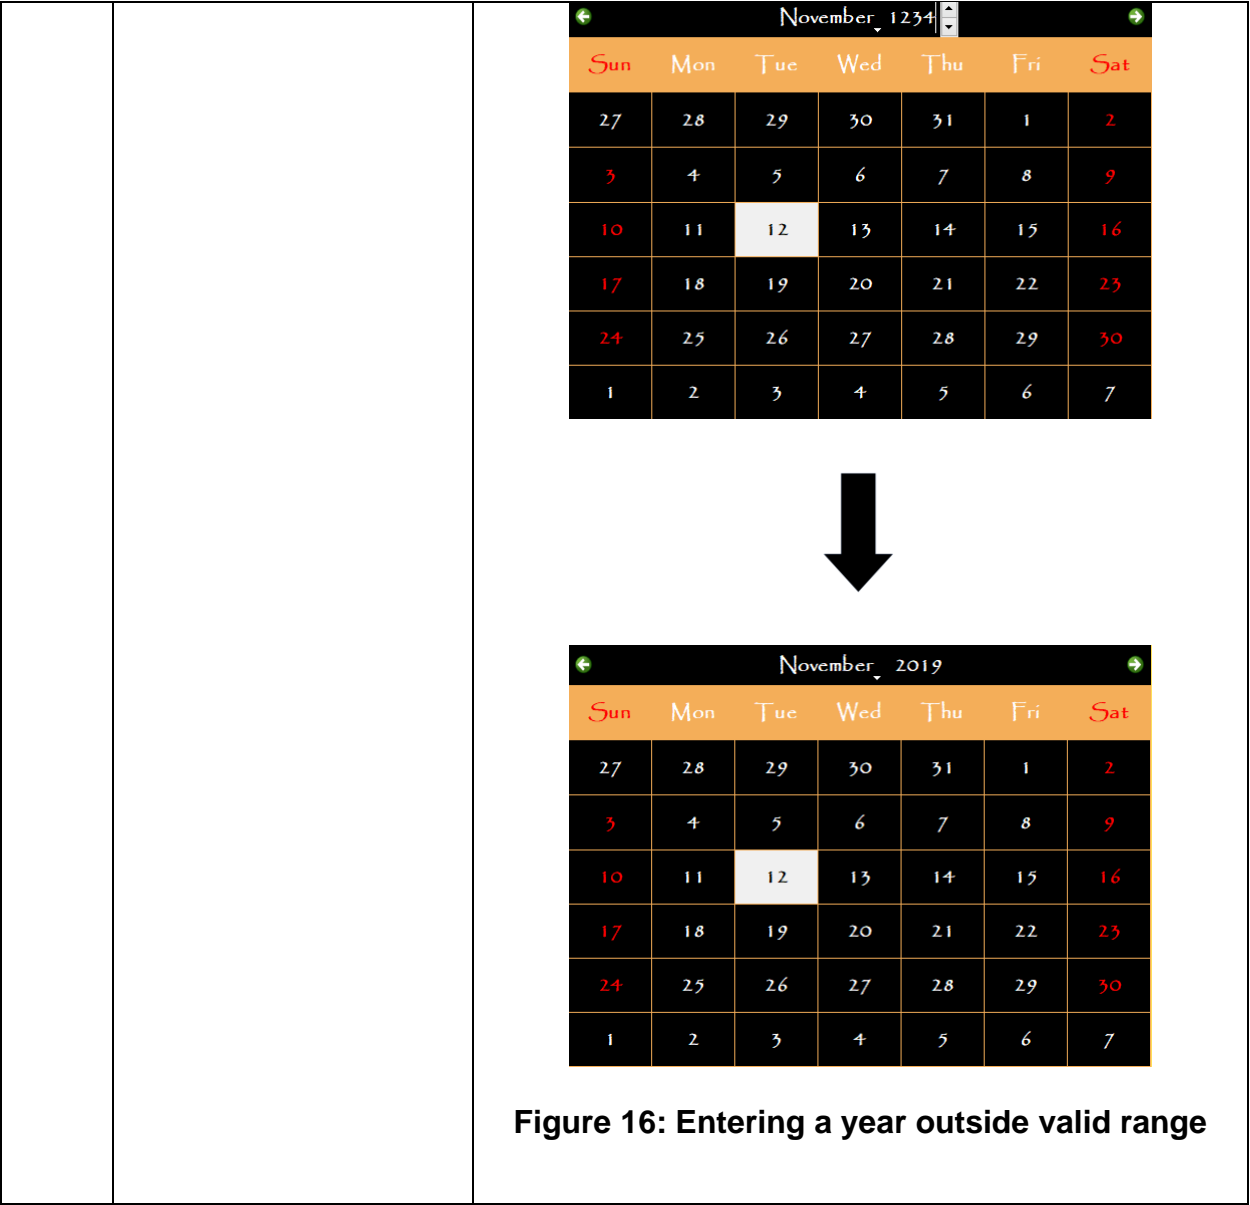 November 1234
Sun Mon Tue Wed Thu Fri Sat
27 28 29 30 31 1 2
3 4 5 6 7 8 9
10 11 12 13 14 15 16
17 18 19 20 21 22 23
24 25 26 27 28 29 30
1 2 3 4 5 6 7
November 2019
Sun Mon Tue Wed Thu Fri Sat
27 28 29 30 31 1 2
3 4 5 6 7 8 9
10 11 12 13 14 15 16
17 18 19 20 21 22 23
24 25 26 27 28 29 30
1 2 3 4 5 6 7
Figure 16: Entering a year outside valid range